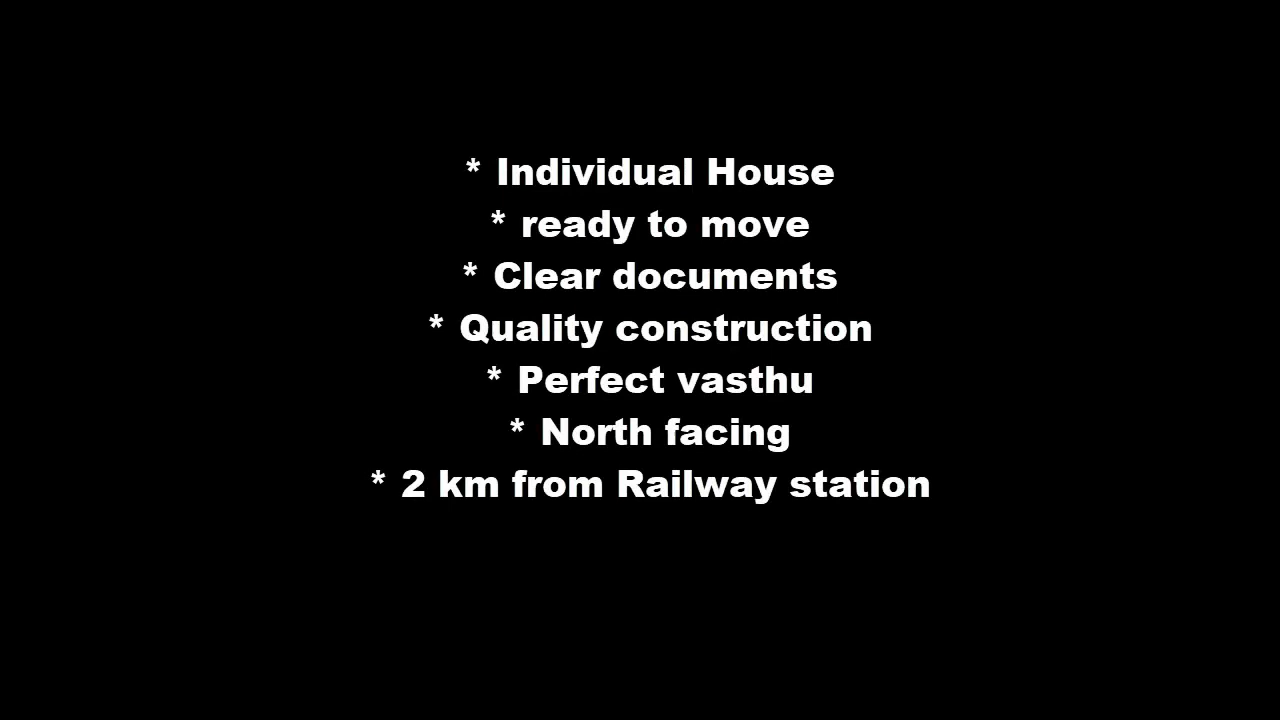 * Individual House
* ready to move
* Clear documents
* Quality construction
* Perfect vasthu
* North facing
* 2 km from Railway station